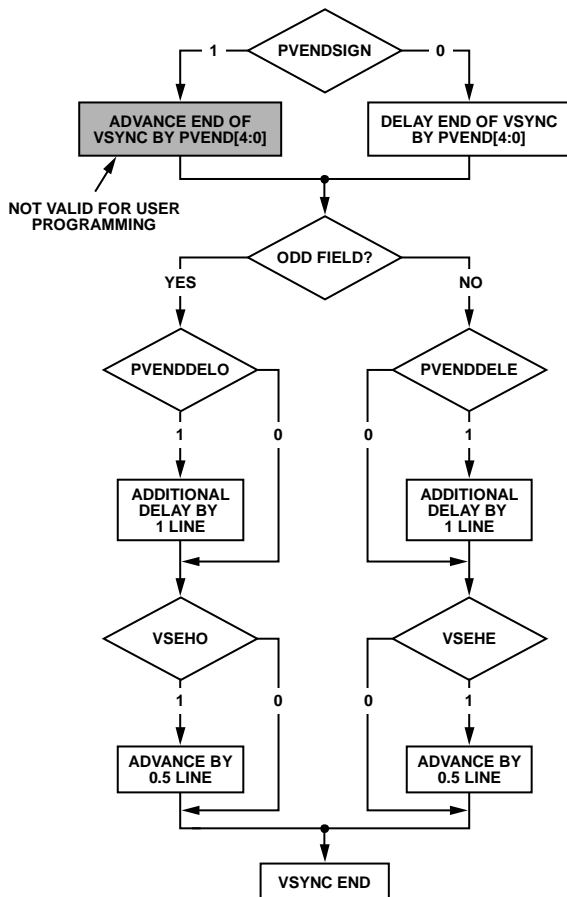 PVENDSIGN
1
0
ADVANCE END OF
VSYNC BY PVEND[4:0]
DELAY END OF VSYNC
BY PVEND[4:0]
NOT VALID FOR USER
PROGRAMMING
ODD FIELD?
YES
NO
PVENDDELO
PVENDDELE
1
0
0
1
ADDITIONAL
DELAY BY
1 LINE
ADDITIONAL
DELAY BY
1 LINE
VSEHO
VSEHE
1
0
0
1
ADVANCE BY
0.5 LINE
ADVANCE BY
0.5 LINE
VSYNC END